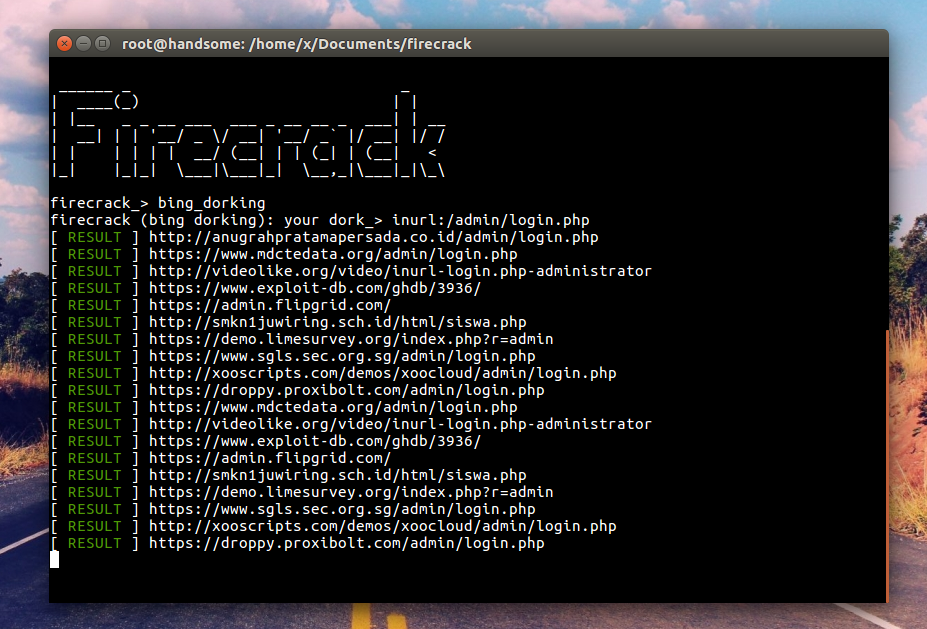 root@handsome: /home/x/Documents/firecrack
Firecrack
firecrack_> bing_dorking
firecrack (bing dorking): your dork_> inurl:/admin/login.php
[ RESULT ] http://anugrahpratamapersada.co.id/admin/login.php
[ RESULT ] https://www.mdctedata.org/admin/login.php
[ RESULT ] http://videolike.org/video/inurl-login.php-administrator
[ RESULT ] https://www.exploit-db.com/ghdb/3936/
[ RESULT ] https://admin.flipgrid.com/
[ RESULT ] http://smkn1juwiring.sch.id/html/siswa.php
[ RESULT ] https://demo.limesurvey.org/index.php?r=admin
[ RESULT ] https://www.sgls.sec.org.sg/admin/login.php
[ RESULT ] http://xooscripts.com/demos/xoocloud/admin/login.php
[ RESULT ] https://droppy.proxibolt.com/admin/login.php
[ RESULT ] https://www.mdctedata.org/admin/login.php
[ RESULT ] http://videolike.org/video/inurl-login.php-administrator
[ RESULT ] https://www.exploit-db.com/ghdb/3936/
[ RESULT ] https://admin.flipgrid.com/
[ RESULT ] http://smkn1juwiring.sch.id/html/siswa.php
[ RESULT ] https://demo.limesurvey.org/index.php?r=admin
[ RESULT ] https://www.sgls.sec.org.sg/admin/login.php
[ RESULT ] http://xooscripts.com/demos/xoocloud/admin/login.php
[ RESULT ] https://droppy.proxibolt.com/admin/login.php